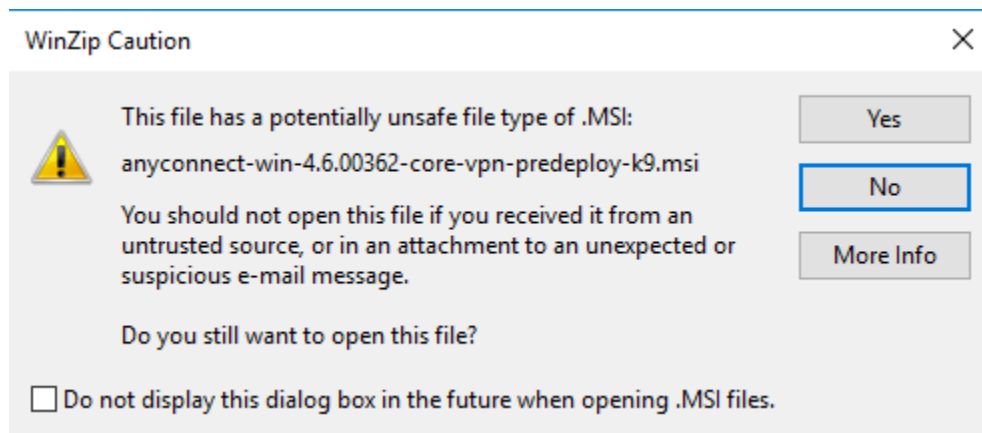 WinZip Caution
This file has a potentially unsafe file type of .MSI:
anyconnect-win-4.6.00362-core-vpn-predeploy-k9.msi
You should not open this file if you received it from an
untrusted source, or in an attachment to an unexpected or
suspicious e-mail message.
Do you still want to open this file?
Yes
No
More Info
Do not display this dialog box in the future when opening .MSI files.